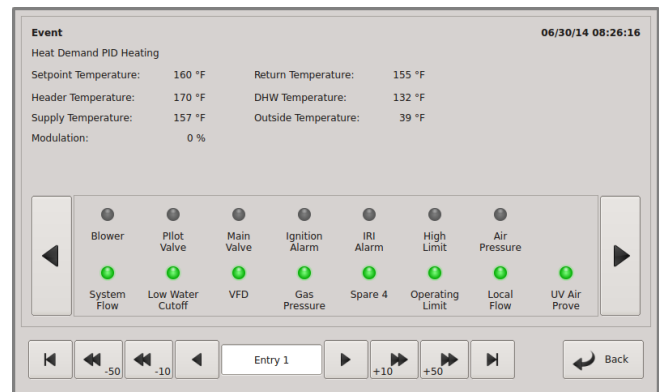 Event 06/30/14 08:26:16
Heat Demand PID Heating
Setpoint Temperature: 160 °F Return Temperature: 155 °F
Header Temperature: 170 °F DHW Temperature: 132 °F
Supply Temperature: 157 °F Outside Temperature: 39 °F
Modulation: 0 %
Blower PIlot Main Ignition IRI High Air
Valve Valve Alarm Alarm Limit Pressure
System Low Water VFD Gas Spare 4 Operating Local UV Air
Flow Cutoff Pressure Limit Flow Prove
-50 -10 Entry 1 +10 +50 Back